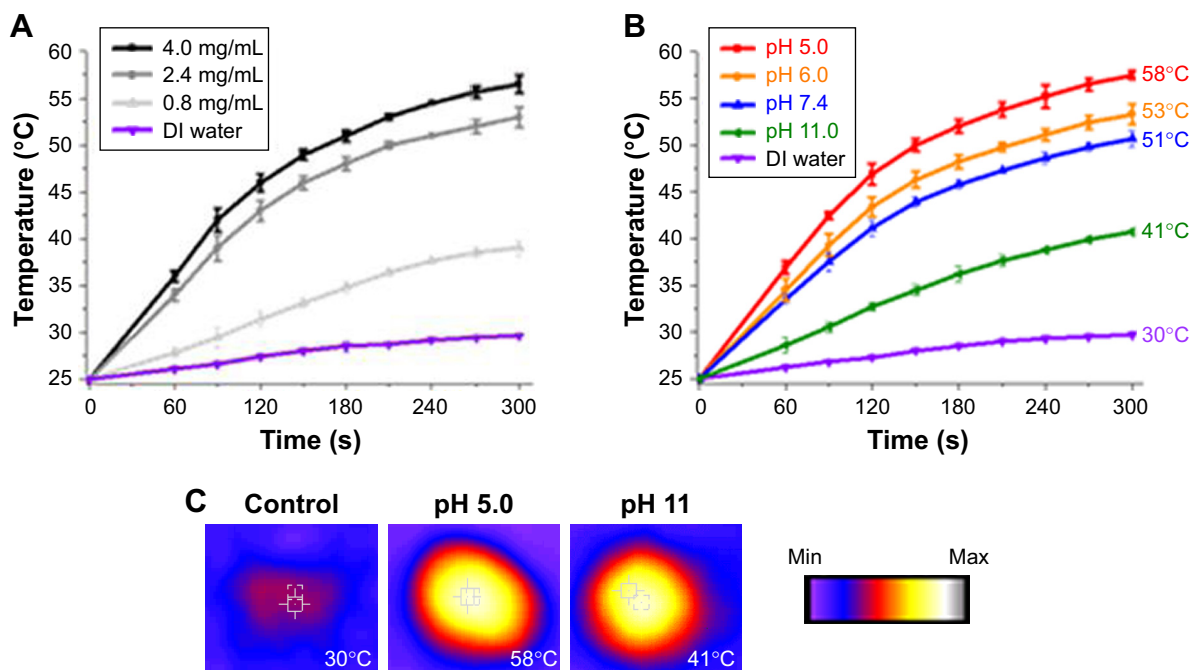 A
4.0 mg/mL
2.4 mg/mL
0.8 mg/mL
DI water
Temperature (°C)
60
55
50
45
40
35
30
25
0 60 120 180 240 300
Time (s)
B
pH 5.0
pH 6.0
pH 7.4
pH 11.0
DI water
Temperature (°C)
60
55
50
45
40
35
30
25
58°C
53°C
51°C
41°C
30°C
0 60 120 180 240 300
Time (s)
C
Control pH 5.0 pH 11
30°C 58°C 41°C
Min Max